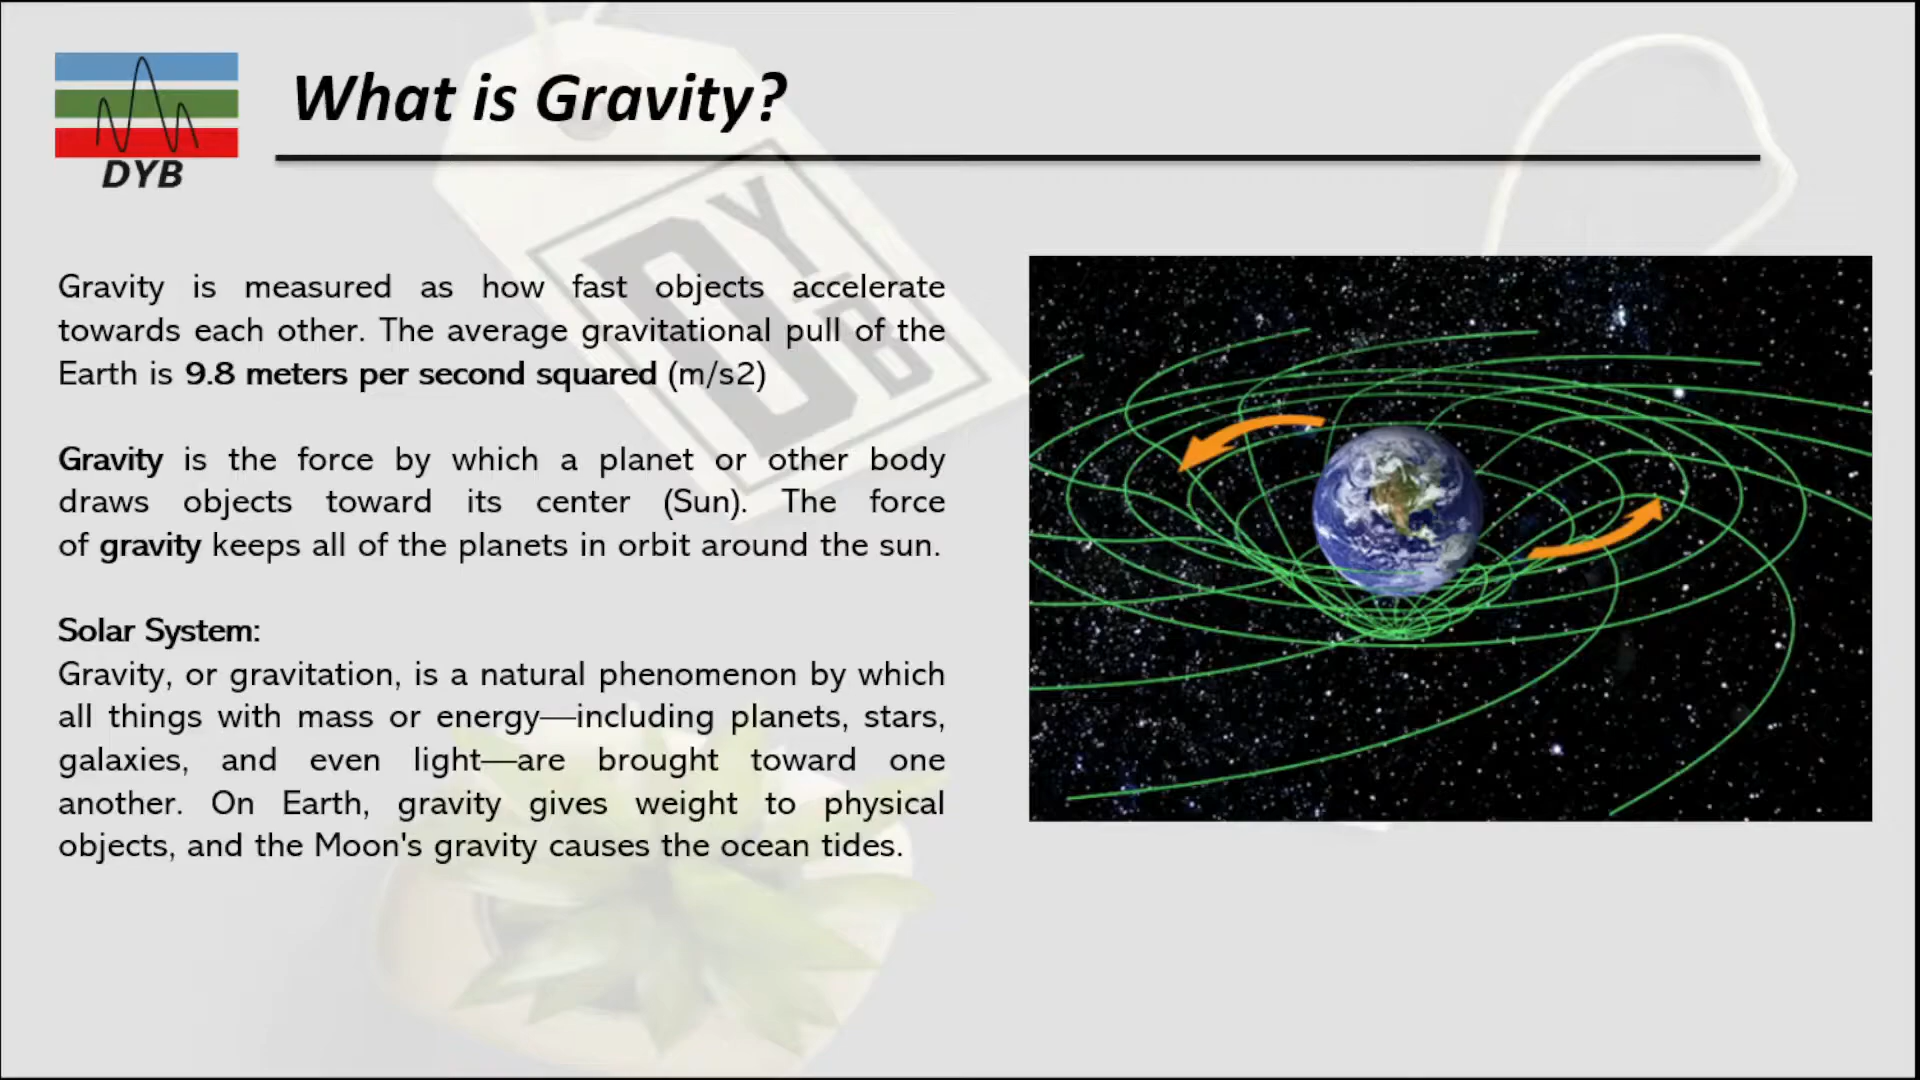 What is Gravity?
DYB
DYB
Gravity is measured as how fast objects accelerate
towards each other. The average gravitational pull of the
Earth is 9.8 meters per second squared (m/s2)
Gravity is the force by which a planet or other body
draws objects toward its center (Sun). The force
of gravity keeps all of the planets in orbit around the sun.
Solar System:
Gravity, or gravitation, is a natural phenomenon by which
all things with mass or energy—including planets, stars,
galaxies, and even light—are brought toward one
another. On Earth, gravity gives weight to physical
objects, and the Moon's gravity causes the ocean tides.